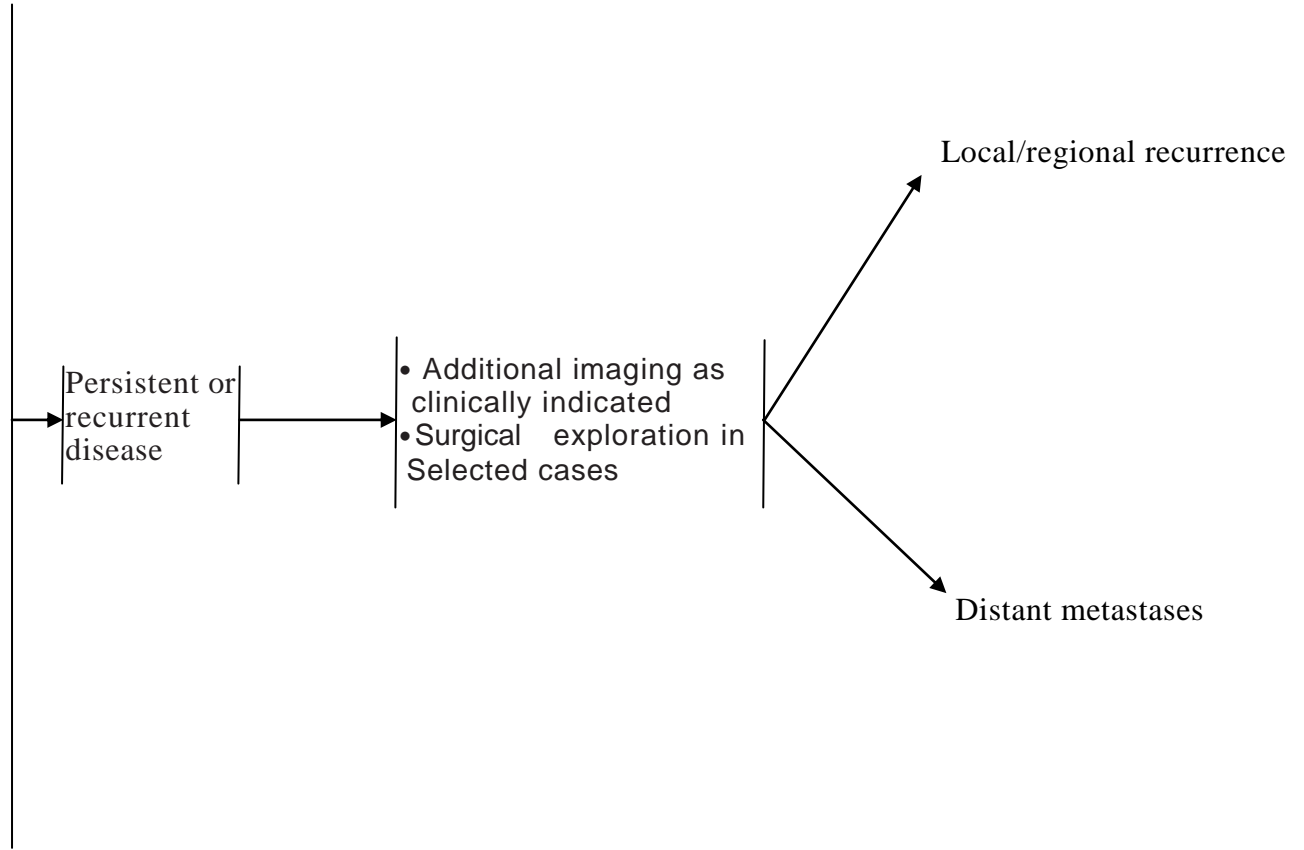 Local/regional recurrence
Persistent or
recurrent
disease
• Additional imaging as
clinically indicated
•Surgical exploration in
Selected cases
Distant metastases